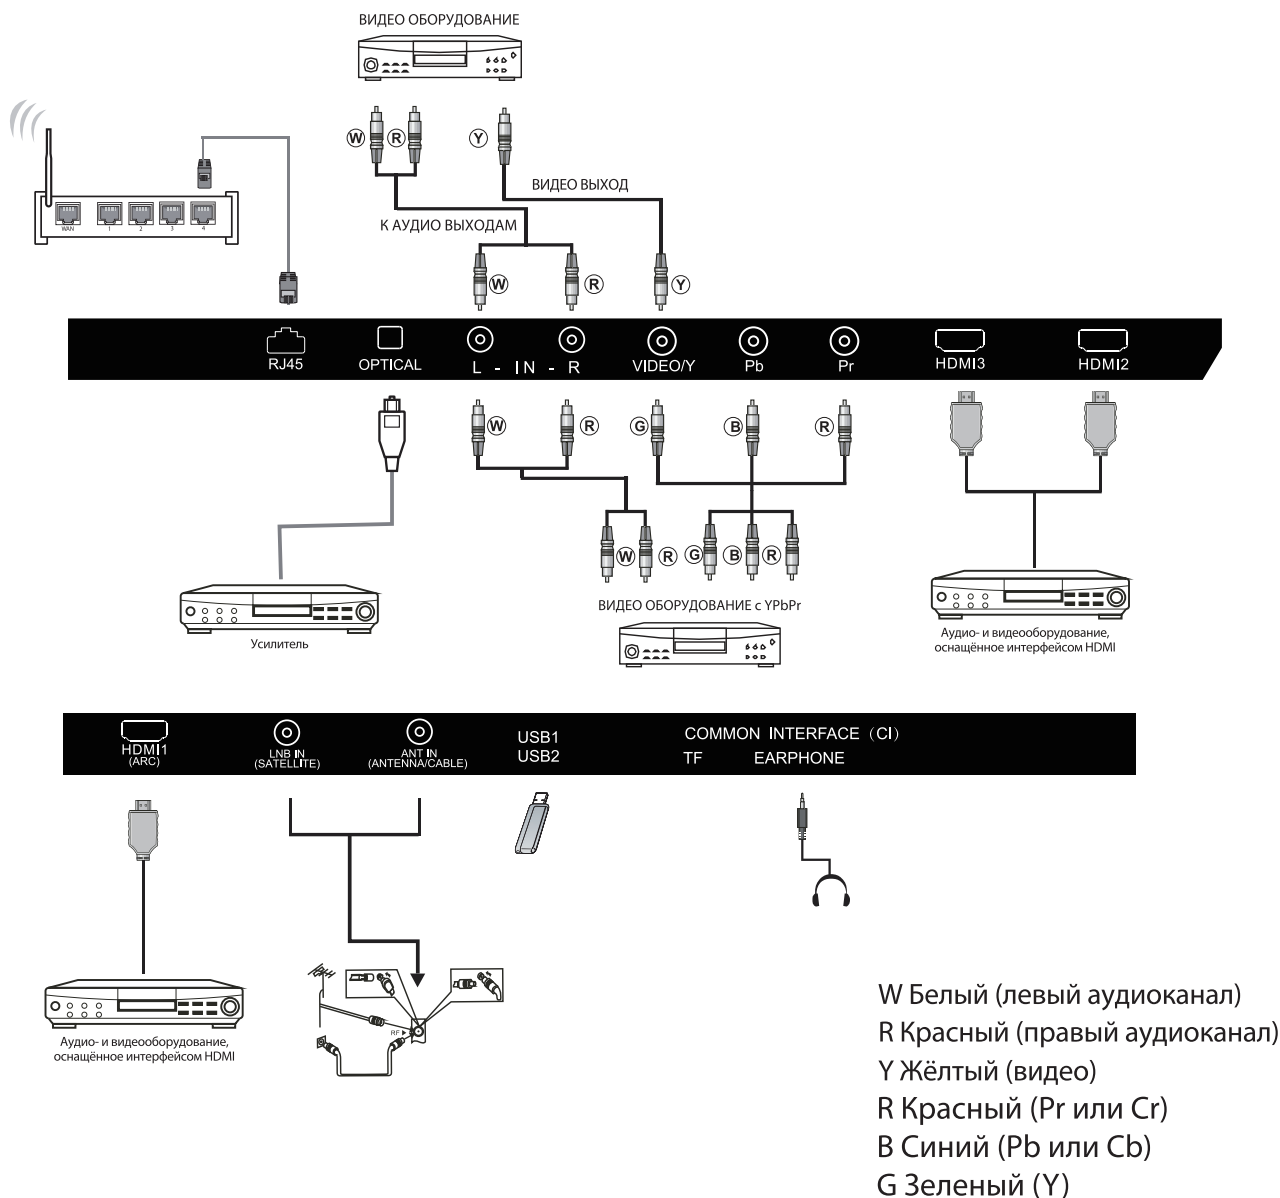 ВИДЕО ОБОРУДОВАНИЕ
W R Y
ВИДЕО ВЫХОД
К АУДИО ВЫХОДАМ
WAN 1 2 3 4
W R Y
RJ45 OPTICAL L - IN - R VIDEO/Y Pb Pr HDMI3 HDMI2
W R G B R
W R G B R
ВИДЕО ОБОРУДОВАНИЕ с YPbPr
Усилитель
Аудио- и видеооборудование,
оснащённое интерфейсом HDMI
HDMI1
(ARC)
LNB IN
(SATELLITE)
ANT IN
(ANTENNA/CABLE)
USB1
USB2
COMMON INTERFACE (CI)
TF EARPHONE
RF
Аудио- и видеооборудование,
оснащённое интерфейсом HDMI
W Белый (левый аудиоканал)
R Красный (правый аудиоканал)
Y Жёлтый (видео)
R Красный (Pr или Cr)
B Синий (Pb или Cb)
G Зеленый (Y)